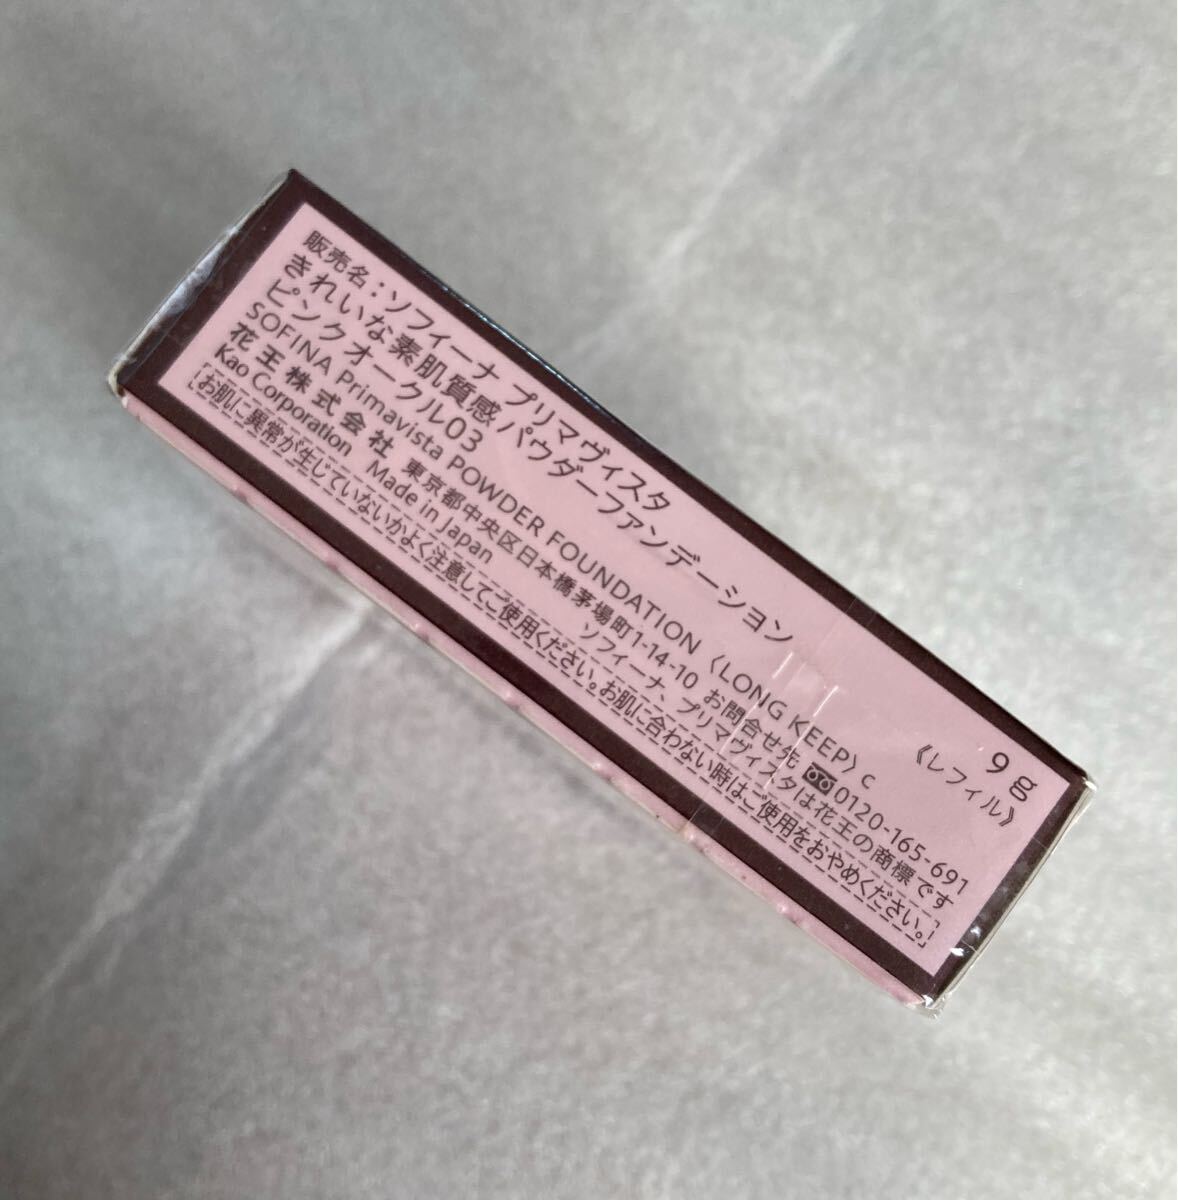 販売名：ソフィーナ プリマヴィスタ
きれいな素肌質感 パウダーファンデーション 9g
ピンクオークル03 《レフィル》
SOFINA Primavista POWDER FOUNDATION〈LONG KEEP〉c
花王株式会社 東京都中央区日本橋茅場町1-14-10 お問合せ先 0120-165-691
Kao Corporation Made in Japan ソフィーナ、プリマヴィスタは花王の商標です
お肌に異常が生じていないかよく注意してご使用ください。お肌に合わない時はご使用をおやめください。